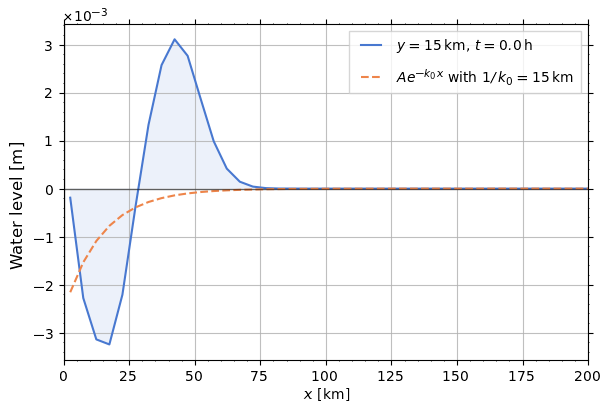 ×10⁻³
3
2
1
0
−1
−2
−3
Water level [m]
y = 15 km, t = 0.0 h
Ae^{−k₀x} with 1/k₀ = 15 km
0 25 50 75 100 125 150 175 200
x [km]